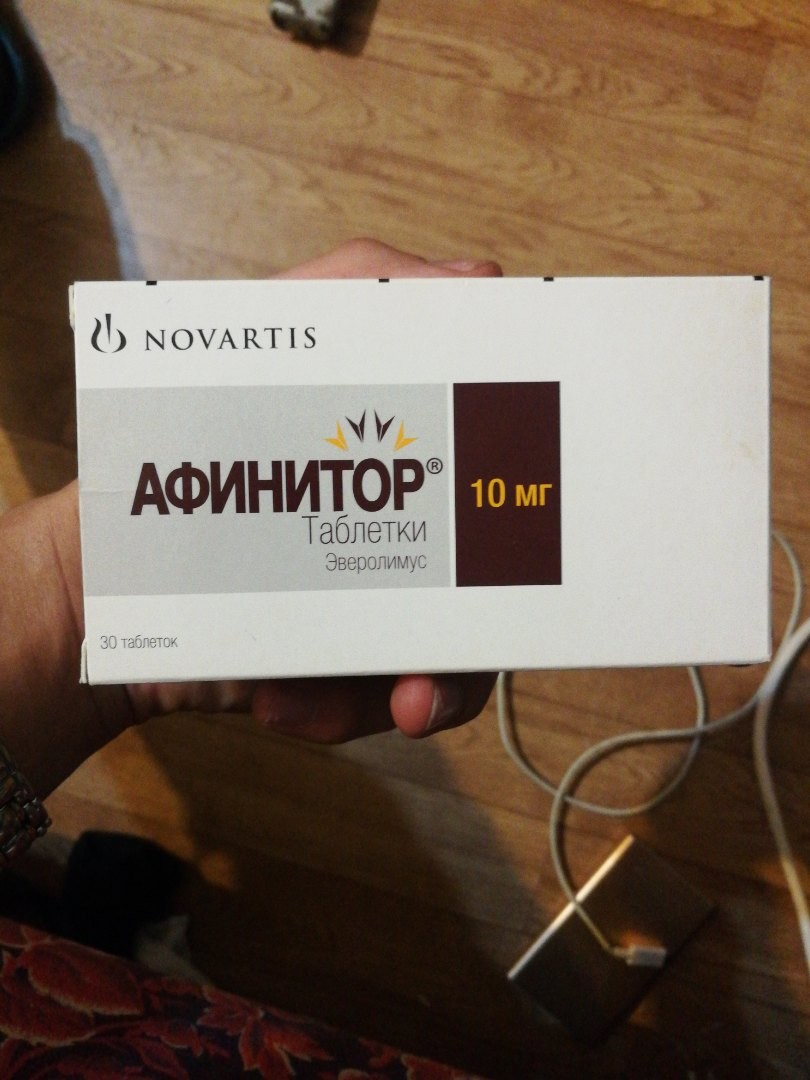 NOVARTIS
АФИНИТОР®
Таблетки
Эверолимус
10 мг
30 таблеток